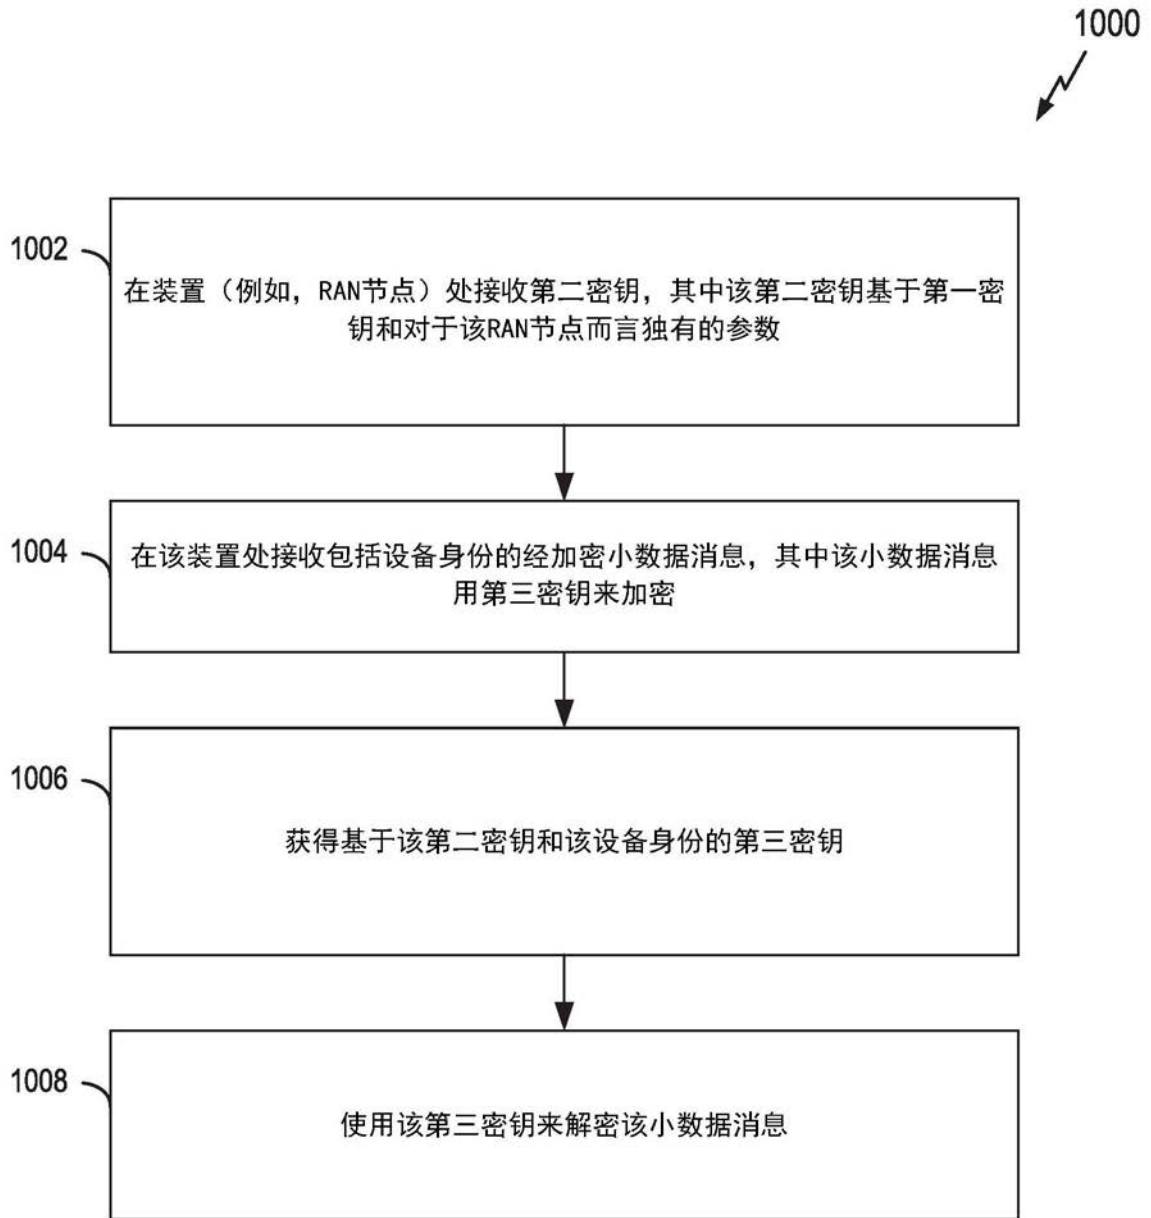 1000
1002
在装置（例如，RAN节点）处接收第二密钥，其中该第二密钥基于第一密
钥和对于该RAN节点而言独有的参数
1004
在该装置处接收包括设备身份的经加密小数据消息，其中该小数据消息
用第三密钥来加密
1006
获得基于该第二密钥和该设备身份的第三密钥
1008
使用该第三密钥来解密该小数据消息